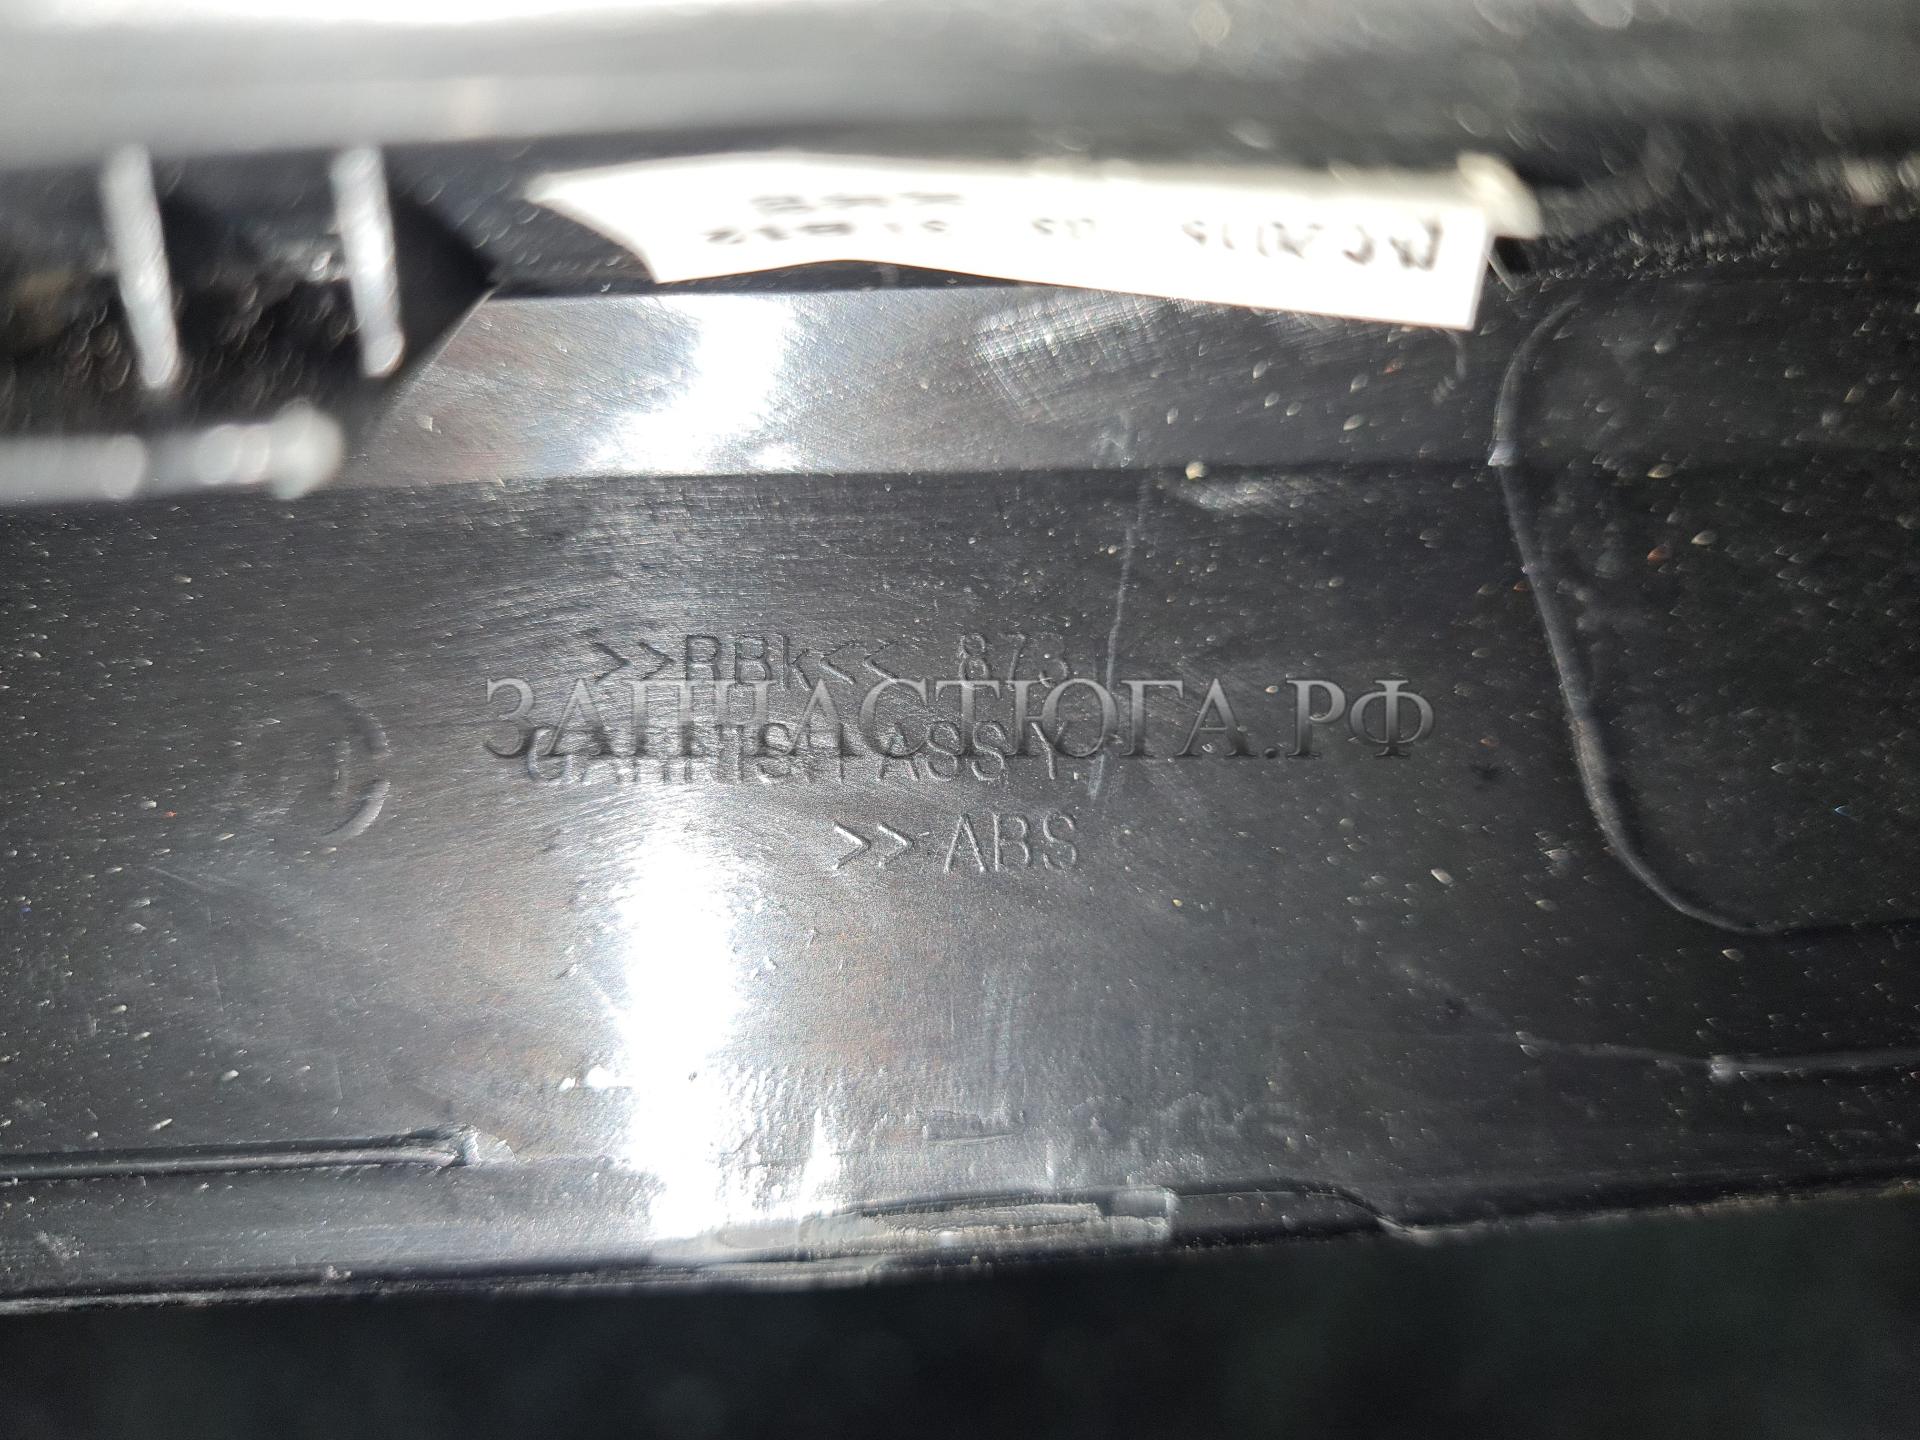 >>RBk<< 873
ЗАПЧАСТЮГА.РФ
GARNISH ASSY
>>ABS